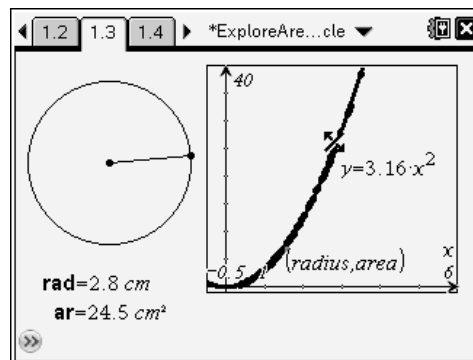 1.2 1.3 1.4 *ExploreAre...cle
40
y=3.16·x²
(radius,area)
x
-0.5 1 6
rad=2.8 cm
ar=24.5 cm²